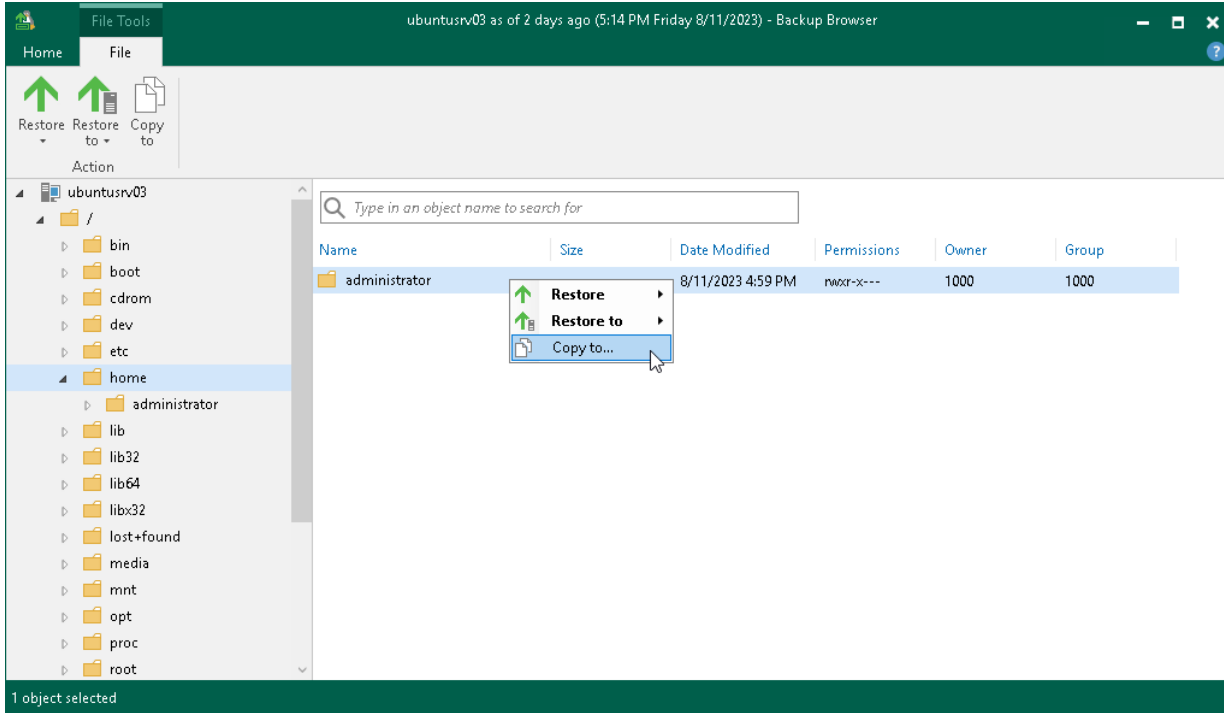 File Tools
ubuntusrv03 as of 2 days ago (5:14 PM Friday 8/11/2023) - Backup Browser
Home File
?
Restore Restore to Copy to
Action
ubuntusrv03
/
bin
boot
cdrom
dev
etc
home
administrator
lib
lib32
lib64
libx32
lost+found
media
mnt
opt
proc
root
Type in an object name to search for
Name Size Date Modified Permissions Owner Group
administrator 8/11/2023 4:59 PM rwxr-x--- 1000 1000
Restore
Restore to
Copy to...
1 object selected